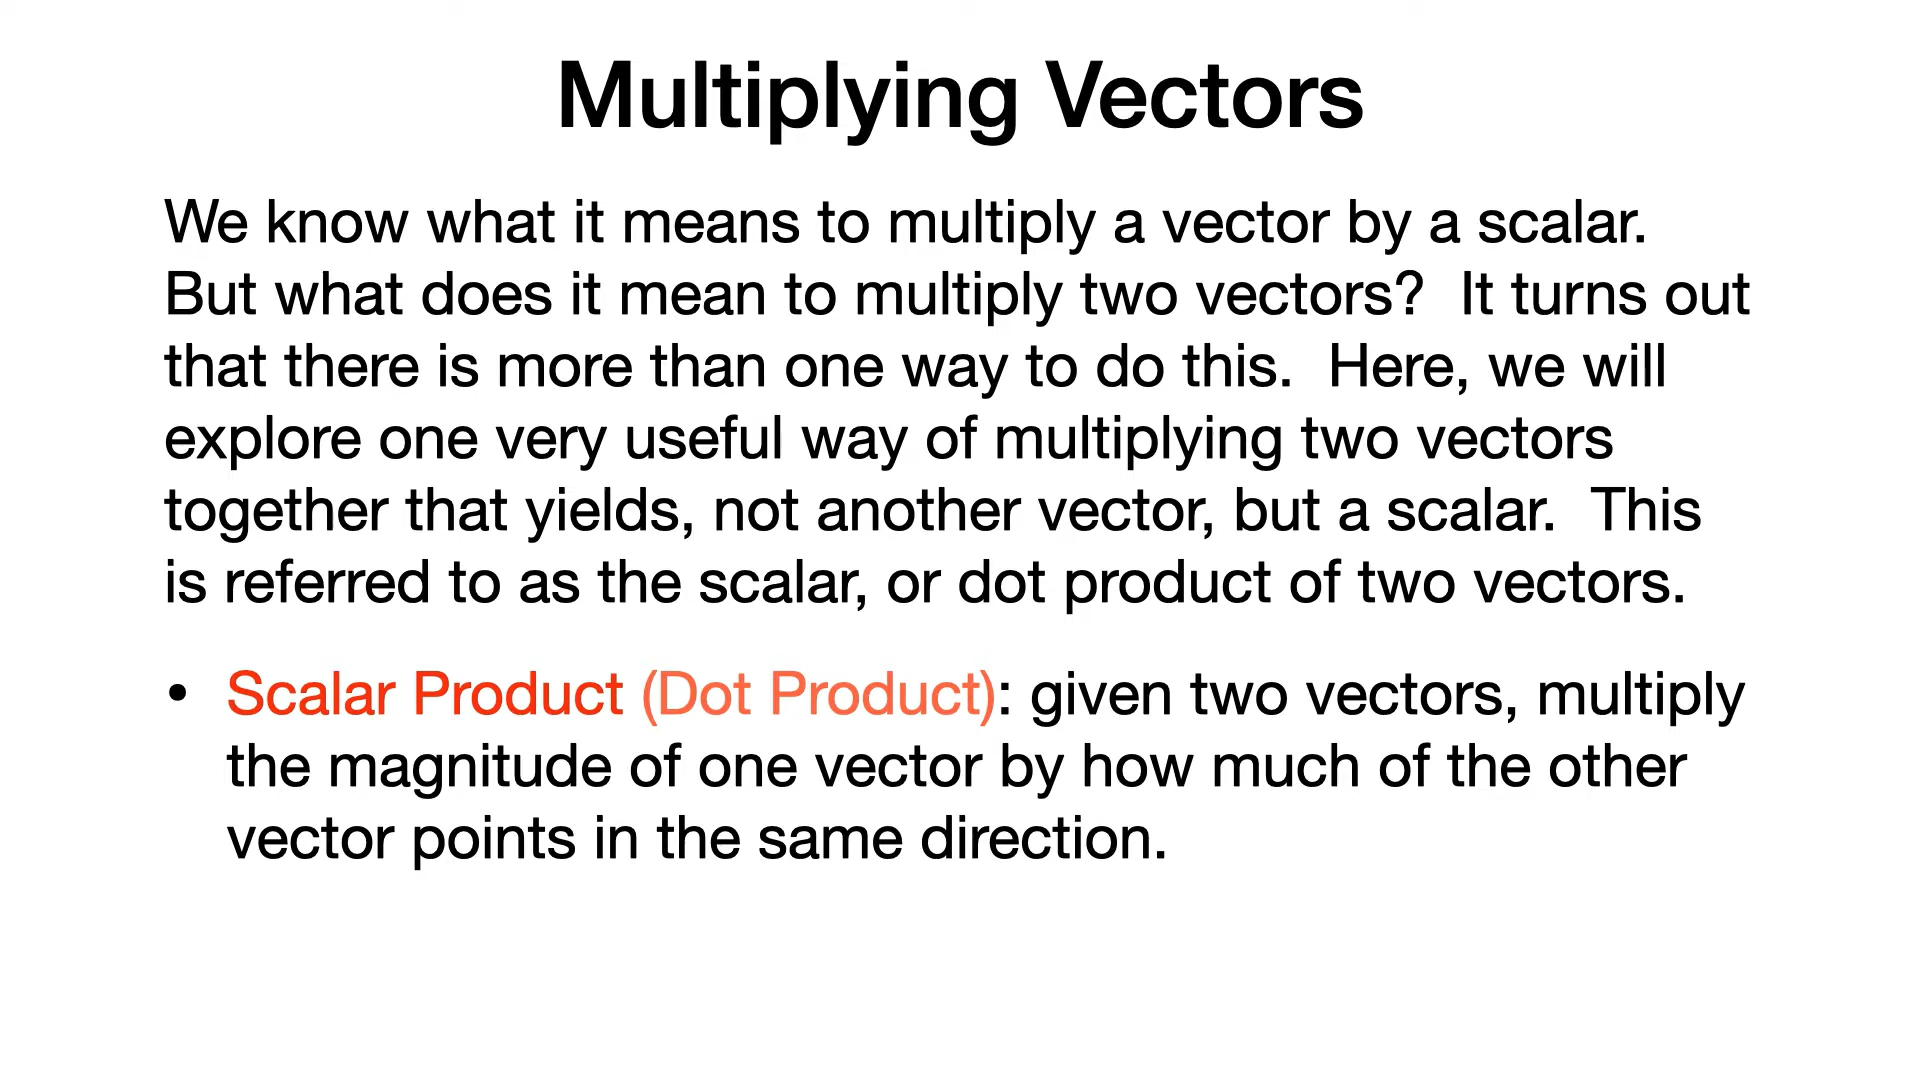 Multiplying Vectors
We know what it means to multiply a vector by a scalar.
But what does it mean to multiply two vectors?  It turns out
that there is more than one way to do this.  Here, we will
explore one very useful way of multiplying two vectors
together that yields, not another vector, but a scalar.  This
is referred to as the scalar, or dot product of two vectors.
• Scalar Product (Dot Product): given two vectors, multiply
the magnitude of one vector by how much of the other
vector points in the same direction.